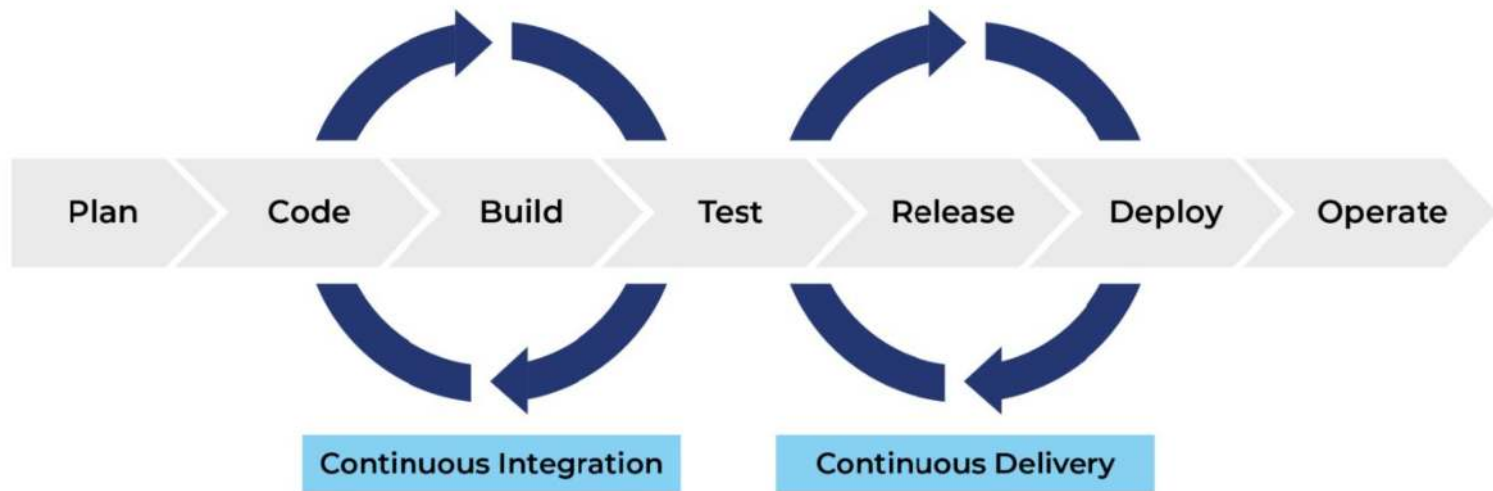 Plan
Code
Build
Test
Release
Deploy
Operate
Continuous Integration
Continuous Delivery